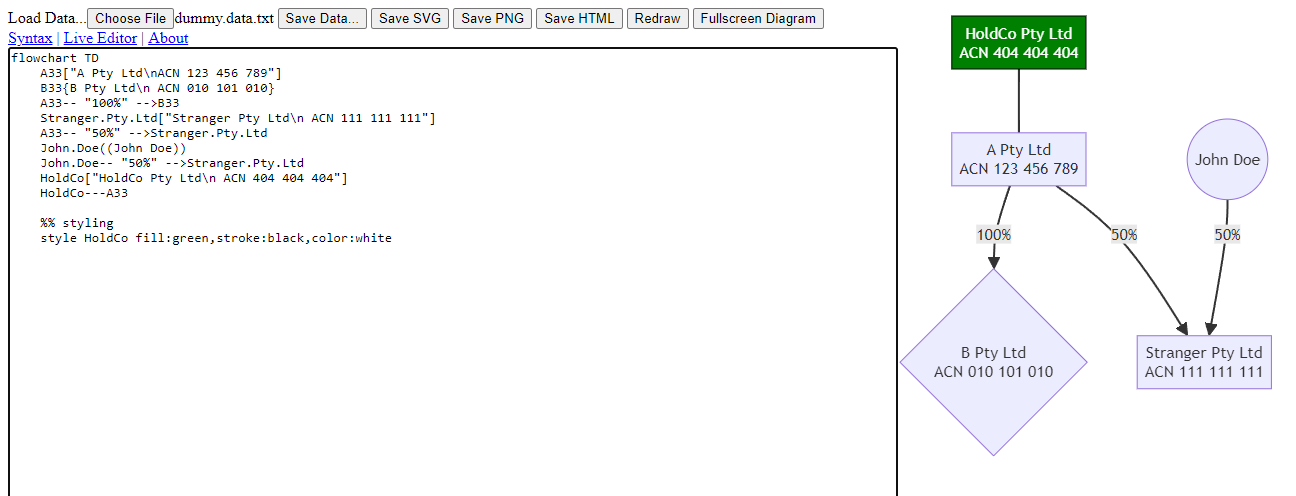 Load Data... Choose File dummy.data.txt Save Data... Save SVG Save PNG Save HTML Redraw Fullscreen Diagram
Syntax | Live Editor | About
flowchart TD
    A33["A Pty Ltd\nACN 123 456 789"]
    B33{B Pty Ltd\n ACN 010 101 010}
    A33-- "100%" -->B33
    Stranger.Pty.Ltd["Stranger Pty Ltd\n ACN 111 111 111"]
    A33-- "50%" -->Stranger.Pty.Ltd
    John.Doe((John Doe))
    John.Doe-- "50%" -->Stranger.Pty.Ltd
    HoldCo["HoldCo Pty Ltd\n ACN 404 404 404"]
    HoldCo---A33
    %% styling
    style HoldCo fill:green,stroke:black,color:white
HoldCo Pty Ltd
ACN 404 404 404
A Pty Ltd
ACN 123 456 789
John Doe
100%
50%
50%
B Pty Ltd
ACN 010 101 010
Stranger Pty Ltd
ACN 111 111 111